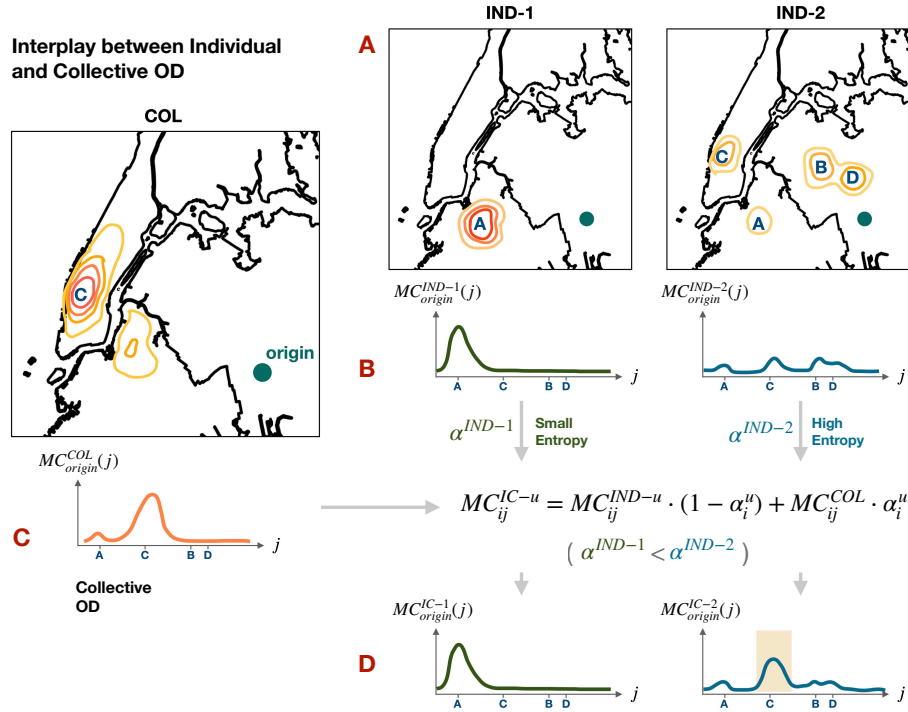 Interplay between Individual
and Collective OD
COL
C
origin
A
IND-1
A
IND-2
C
B
D
A
B
MC^{IND-1}_{origin}(j)
A C B D j
MC^{IND-2}_{origin}(j)
A C B D j
α^{IND-1}
Small
Entropy
α^{IND-2}
High
Entropy
C
MC^{COL}_{origin}(j)
A C B D j
Collective
OD
MC^{IC-u}_{ij} = MC^{IND-u}_{ij} · (1 - α^u_i) + MC^{COL}_{ij} · α^u_i
( α^{IND-1} < α^{IND-2} )
D
MC^{IC-1}_{origin}(j)
A C B D j
MC^{IC-2}_{origin}(j)
A C B D j